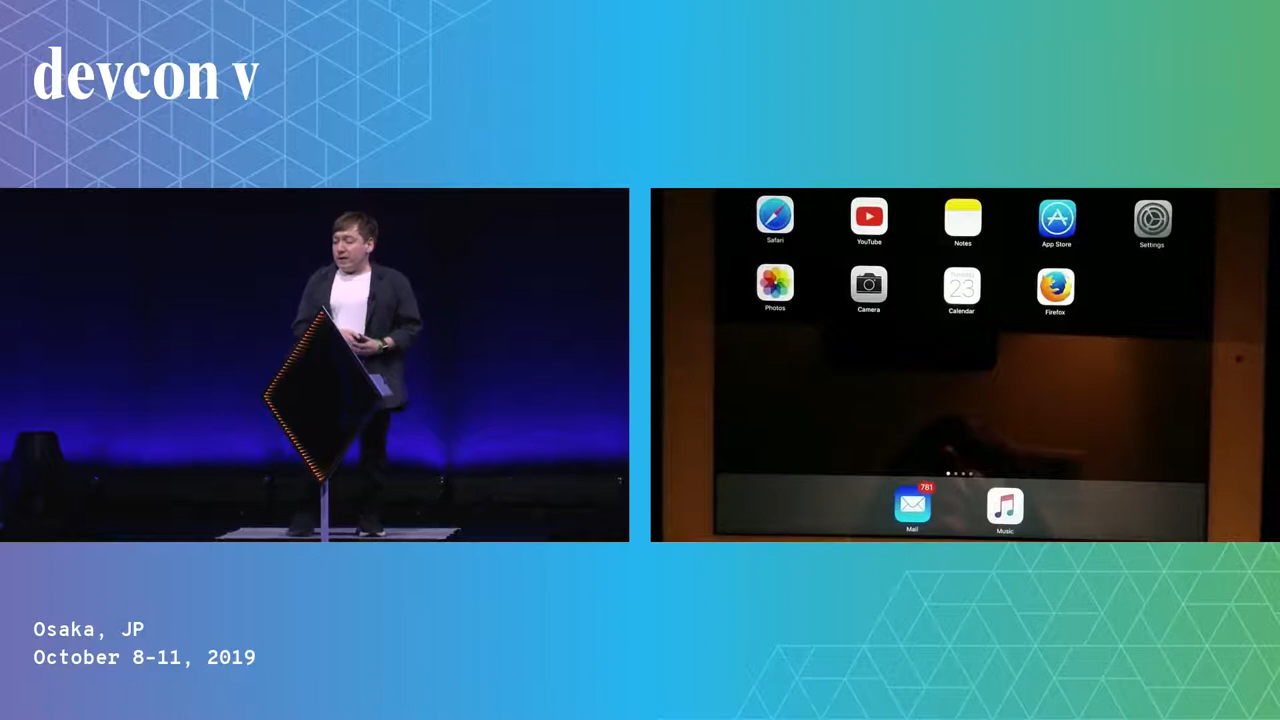 devcon v
Safari
YouTube
Notes
App Store
Settings
23
Photos
Camera
Calendar
Firefox
781
Mail
Music
Osaka, JP
October 8-11, 2019